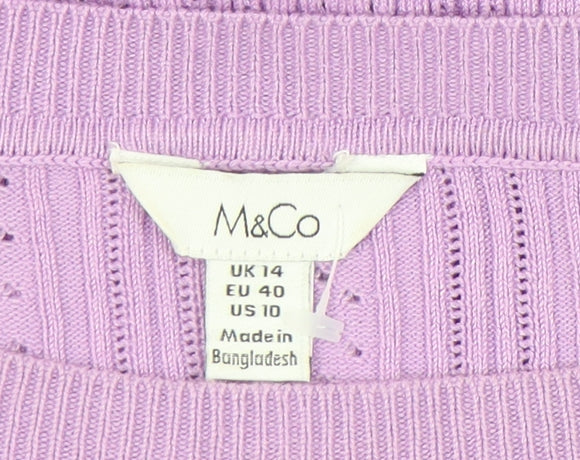 M&Co
UK 14
EU 40
US 10
Made in
Bangladesh